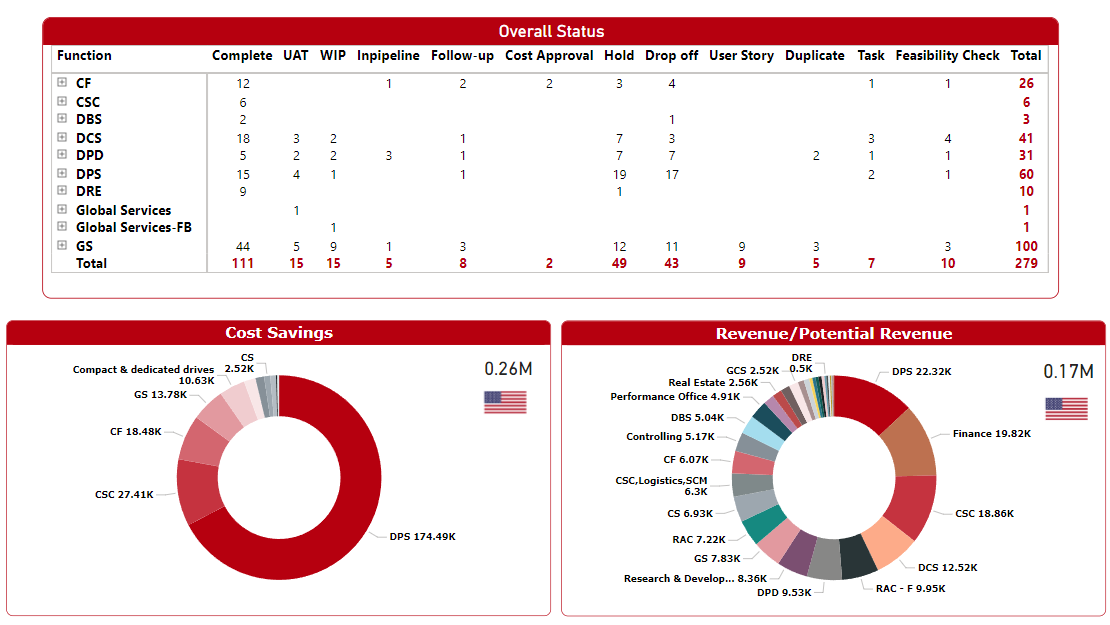 Overall Status
Function Complete UAT WIP Inpipeline Follow-up Cost Approval Hold Drop off User Story Duplicate Task Feasibility Check Total
CF 12 1 2 2 3 4 1 1 26
CSC 6 6
DBS 2 1 3
DCS 18 3 2 1 7 3 3 4 41
DPD 5 2 2 3 1 7 7 2 1 1 31
DPS 15 4 1 1 19 17 2 1 60
DRE 9 1 10
Global Services 1 1
Global Services-FB 1 1
GS 44 5 9 1 3 12 11 9 3 3 100
Total 111 15 15 5 8 2 49 43 9 5 7 10 279
Cost Savings
0.26M
CS
2.52K
Compact & dedicated drives
10.63K
GS 13.78K
CF 18.48K
CSC 27.41K
DPS 174.49K
Revenue/Potential Revenue
0.17M
DRE
0.5K
GCS 2.52K
Real Estate 2.56K
Performance Office 4.91K
DBS 5.04K
Controlling 5.17K
CF 6.07K
CSC,Logistics,SCM
6.3K
CS 6.93K
RAC 7.22K
GS 7.83K
Research & Develop... 8.36K
DPD 9.53K
RAC - F 9.95K
DCS 12.52K
CSC 18.86K
Finance 19.82K
DPS 22.32K